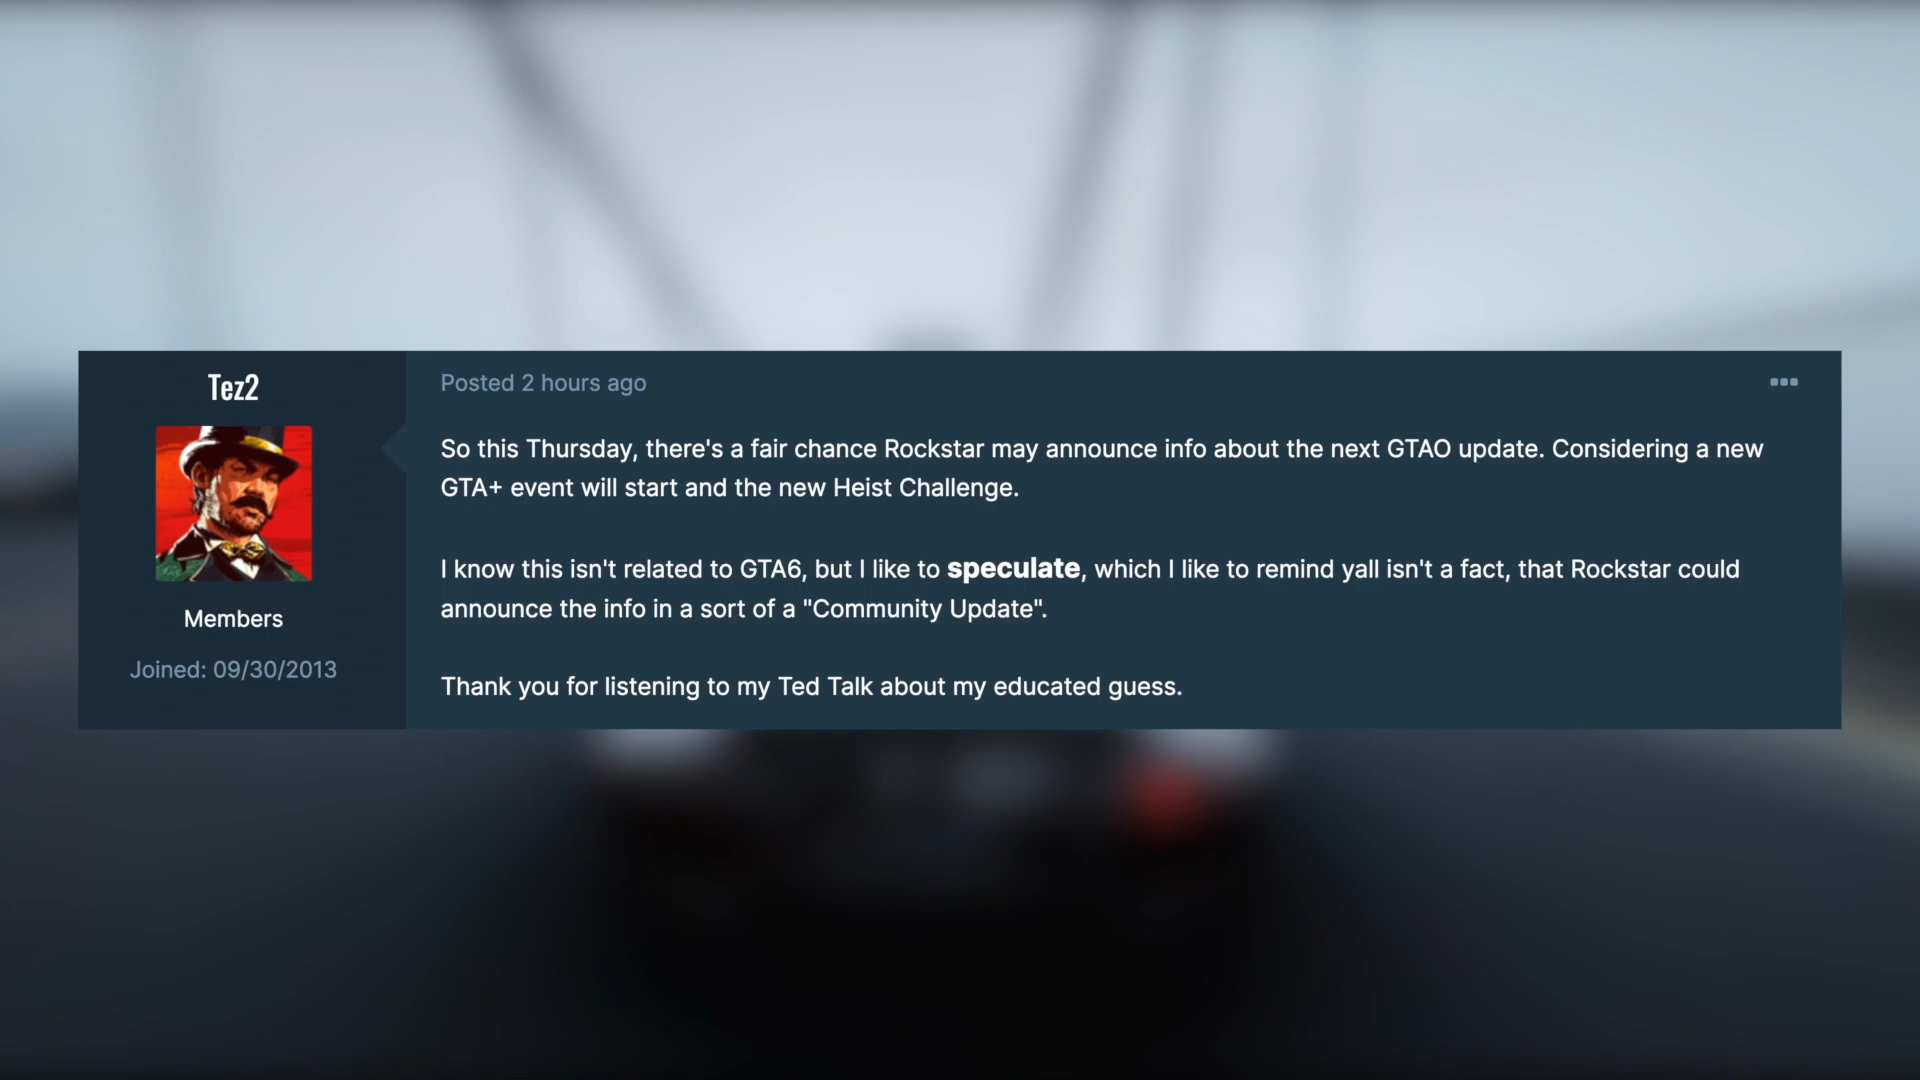 Tez2
Members
Joined: 09/30/2013
Posted 2 hours ago
So this Thursday, there's a fair chance Rockstar may announce info about the next GTAO update. Considering a new
GTA+ event will start and the new Heist Challenge.
I know this isn't related to GTA6, but I like to speculate, which I like to remind yall isn't a fact, that Rockstar could
announce the info in a sort of a "Community Update".
Thank you for listening to my Ted Talk about my educated guess.